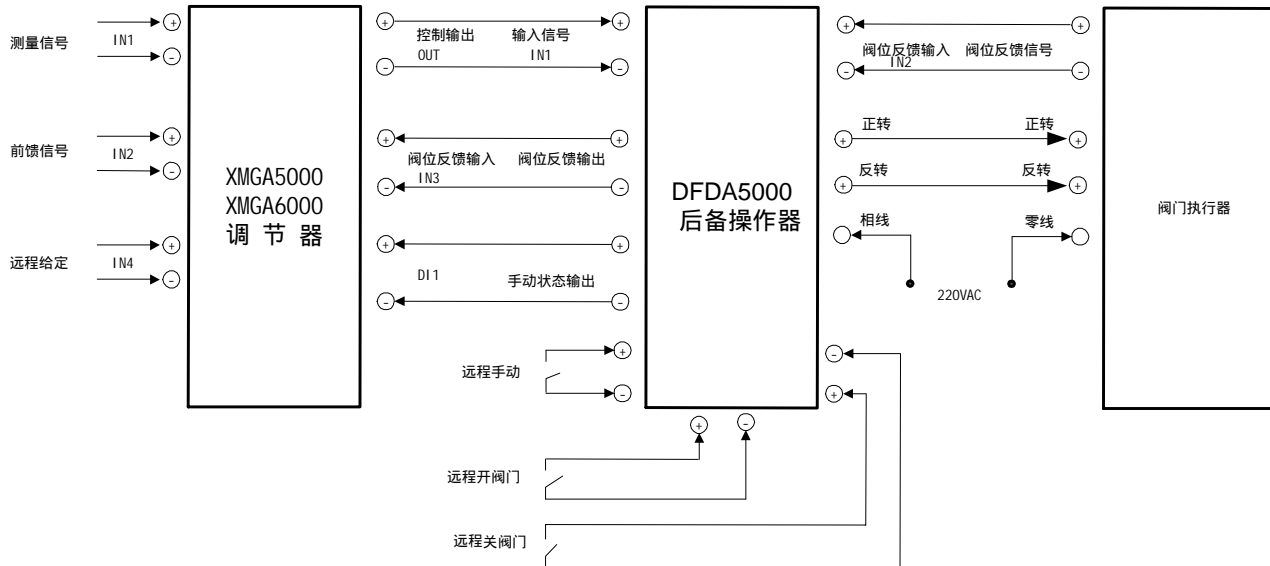 测量信号
IN1
前馈信号
IN2
远程给定
IN4
XMGA5000
XMGA6000
调 节 器
控制输出 输入信号
OUT IN1
阀位反馈输入 阀位反馈输出
IN3
DI1 手动状态输出
远程手动
远程开阀门
远程关阀门
DFDA5000
后备操作器
阀位反馈输入 阀位反馈信号
IN2
正转 正转
反转 反转
相线 零线
220VAC
阀门执行器